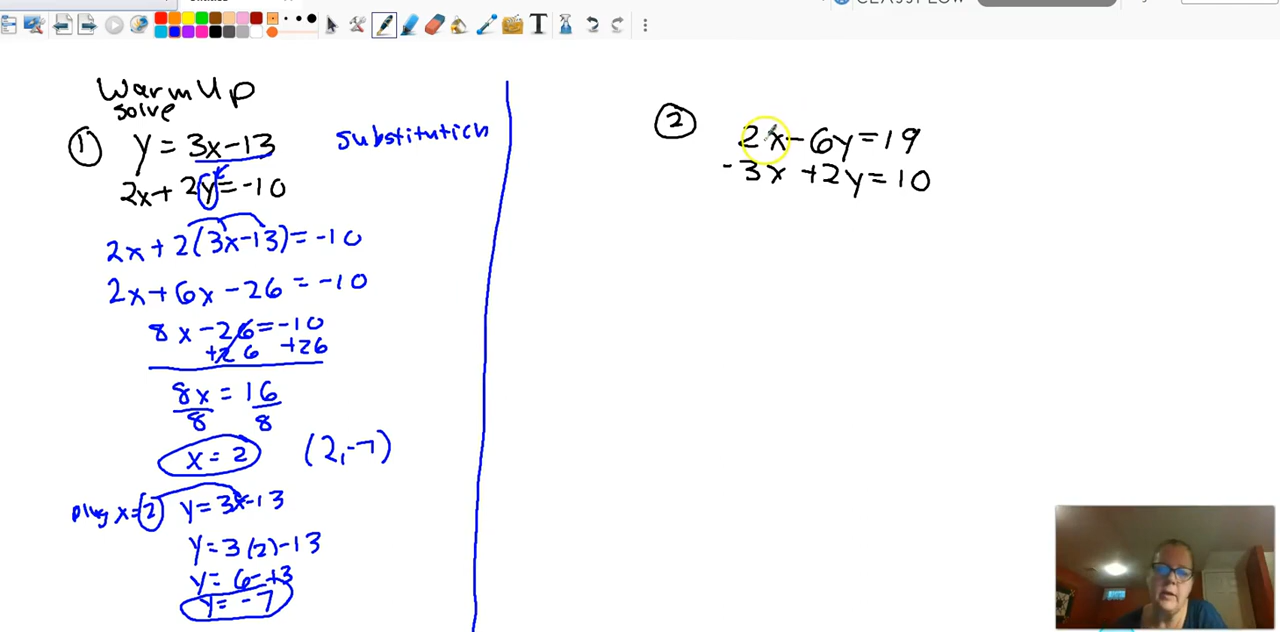 CLASSFLOW
Warm Up
solve
① y = 3x-13
substitution
2x + 2y = -10
2x + 2(3x-13) = -10
2x + 6x - 26 = -10
8x - 26 = -10
+26 +26
8x = 16
8 8
x = 2 (2,-7)
plug x=2 y = 3x-13
y = 3(2)-13
y = 6-13
y = -7
② 2x - 6y = 19
-3x + 2y = 10